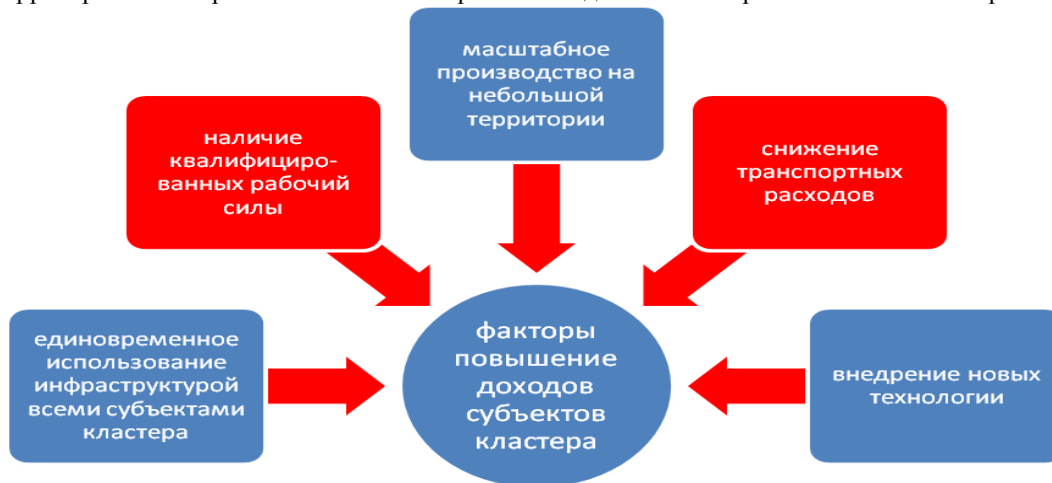 масштабное
производство на
небольшой
территории
наличие
квалифициро-
ванных рабочий
силы
снижение
транспортных
расходов
единовременное
использование
инфраструктурой
всеми субъектами
кластера
факторы
повышение
доходов
субъектов
кластера
внедрение новых
технологии